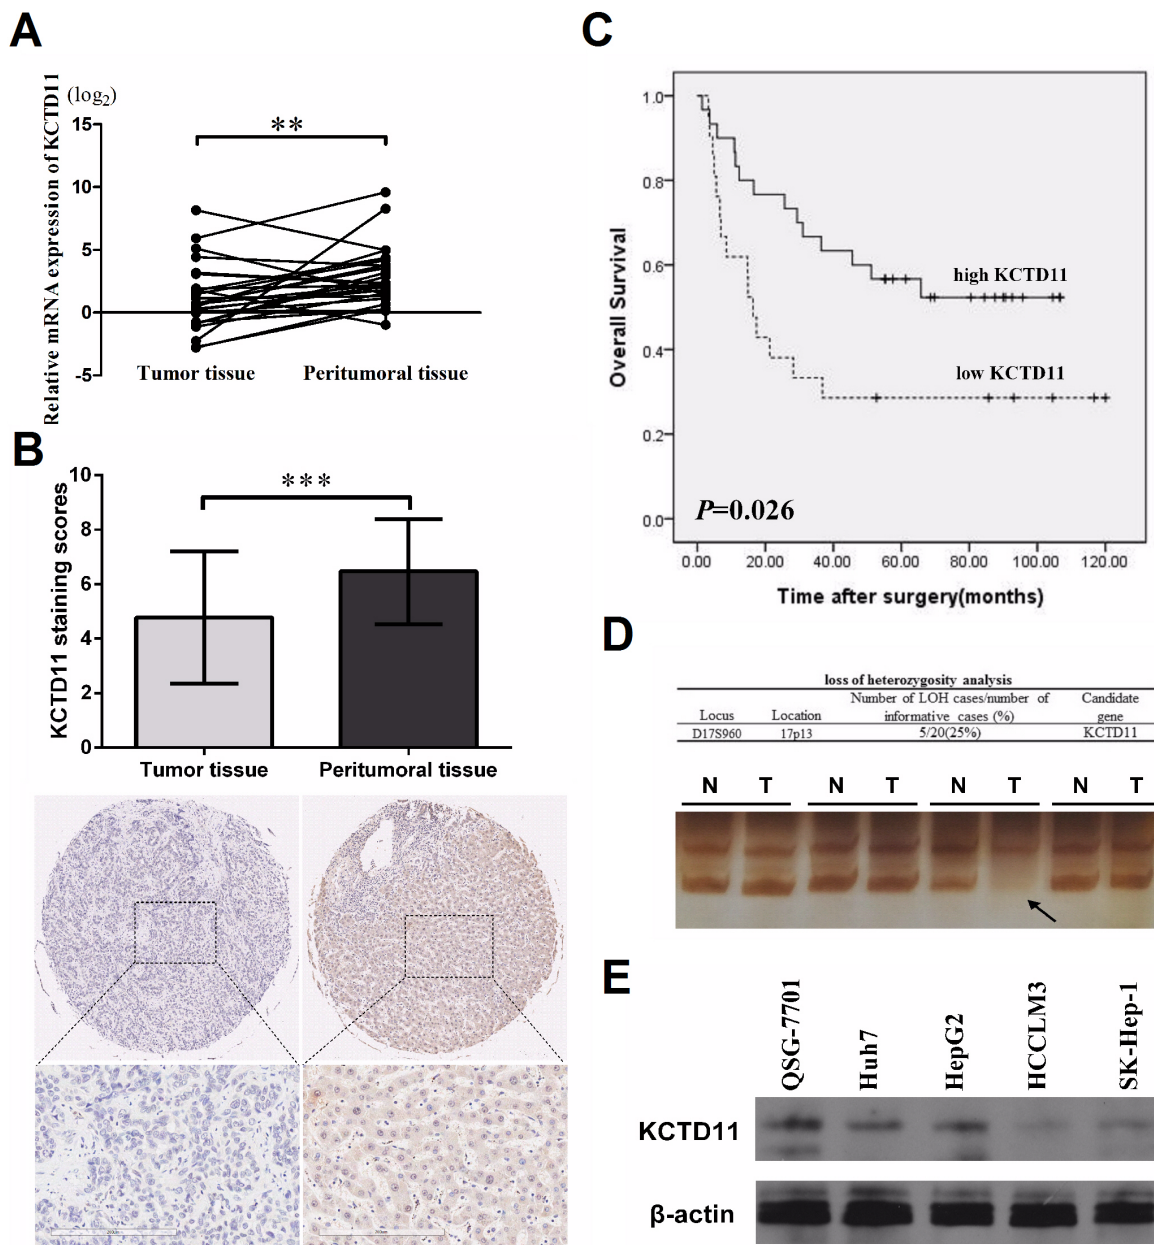 A
Relative mRNA expression of KCTD11
(log2)
15
10
5
0
-5
**
Tumor tissue
Peritumoral tissue
B
KCTD11 staining scores
10
8
6
4
2
0
***
Tumor tissue
Peritumoral tissue
C
Overall Survival
1.0
0.8
0.6
0.4
0.2
0.0
high KCTD11
low KCTD11
P=0.026
0.00 20.00 40.00 60.00 80.00 100.00 120.00
Time after surgery(months)
D
loss of heterozygosity analysis
Locus Location Number of LOH cases/number of informative cases (%) Candidate gene
D17S960 17p13 5/20(25%) KCTD11
N T N T N T N T
E
QSG-7701
Huh7
HepG2
HCCLM3
SK-Hep-1
KCTD11
β-actin